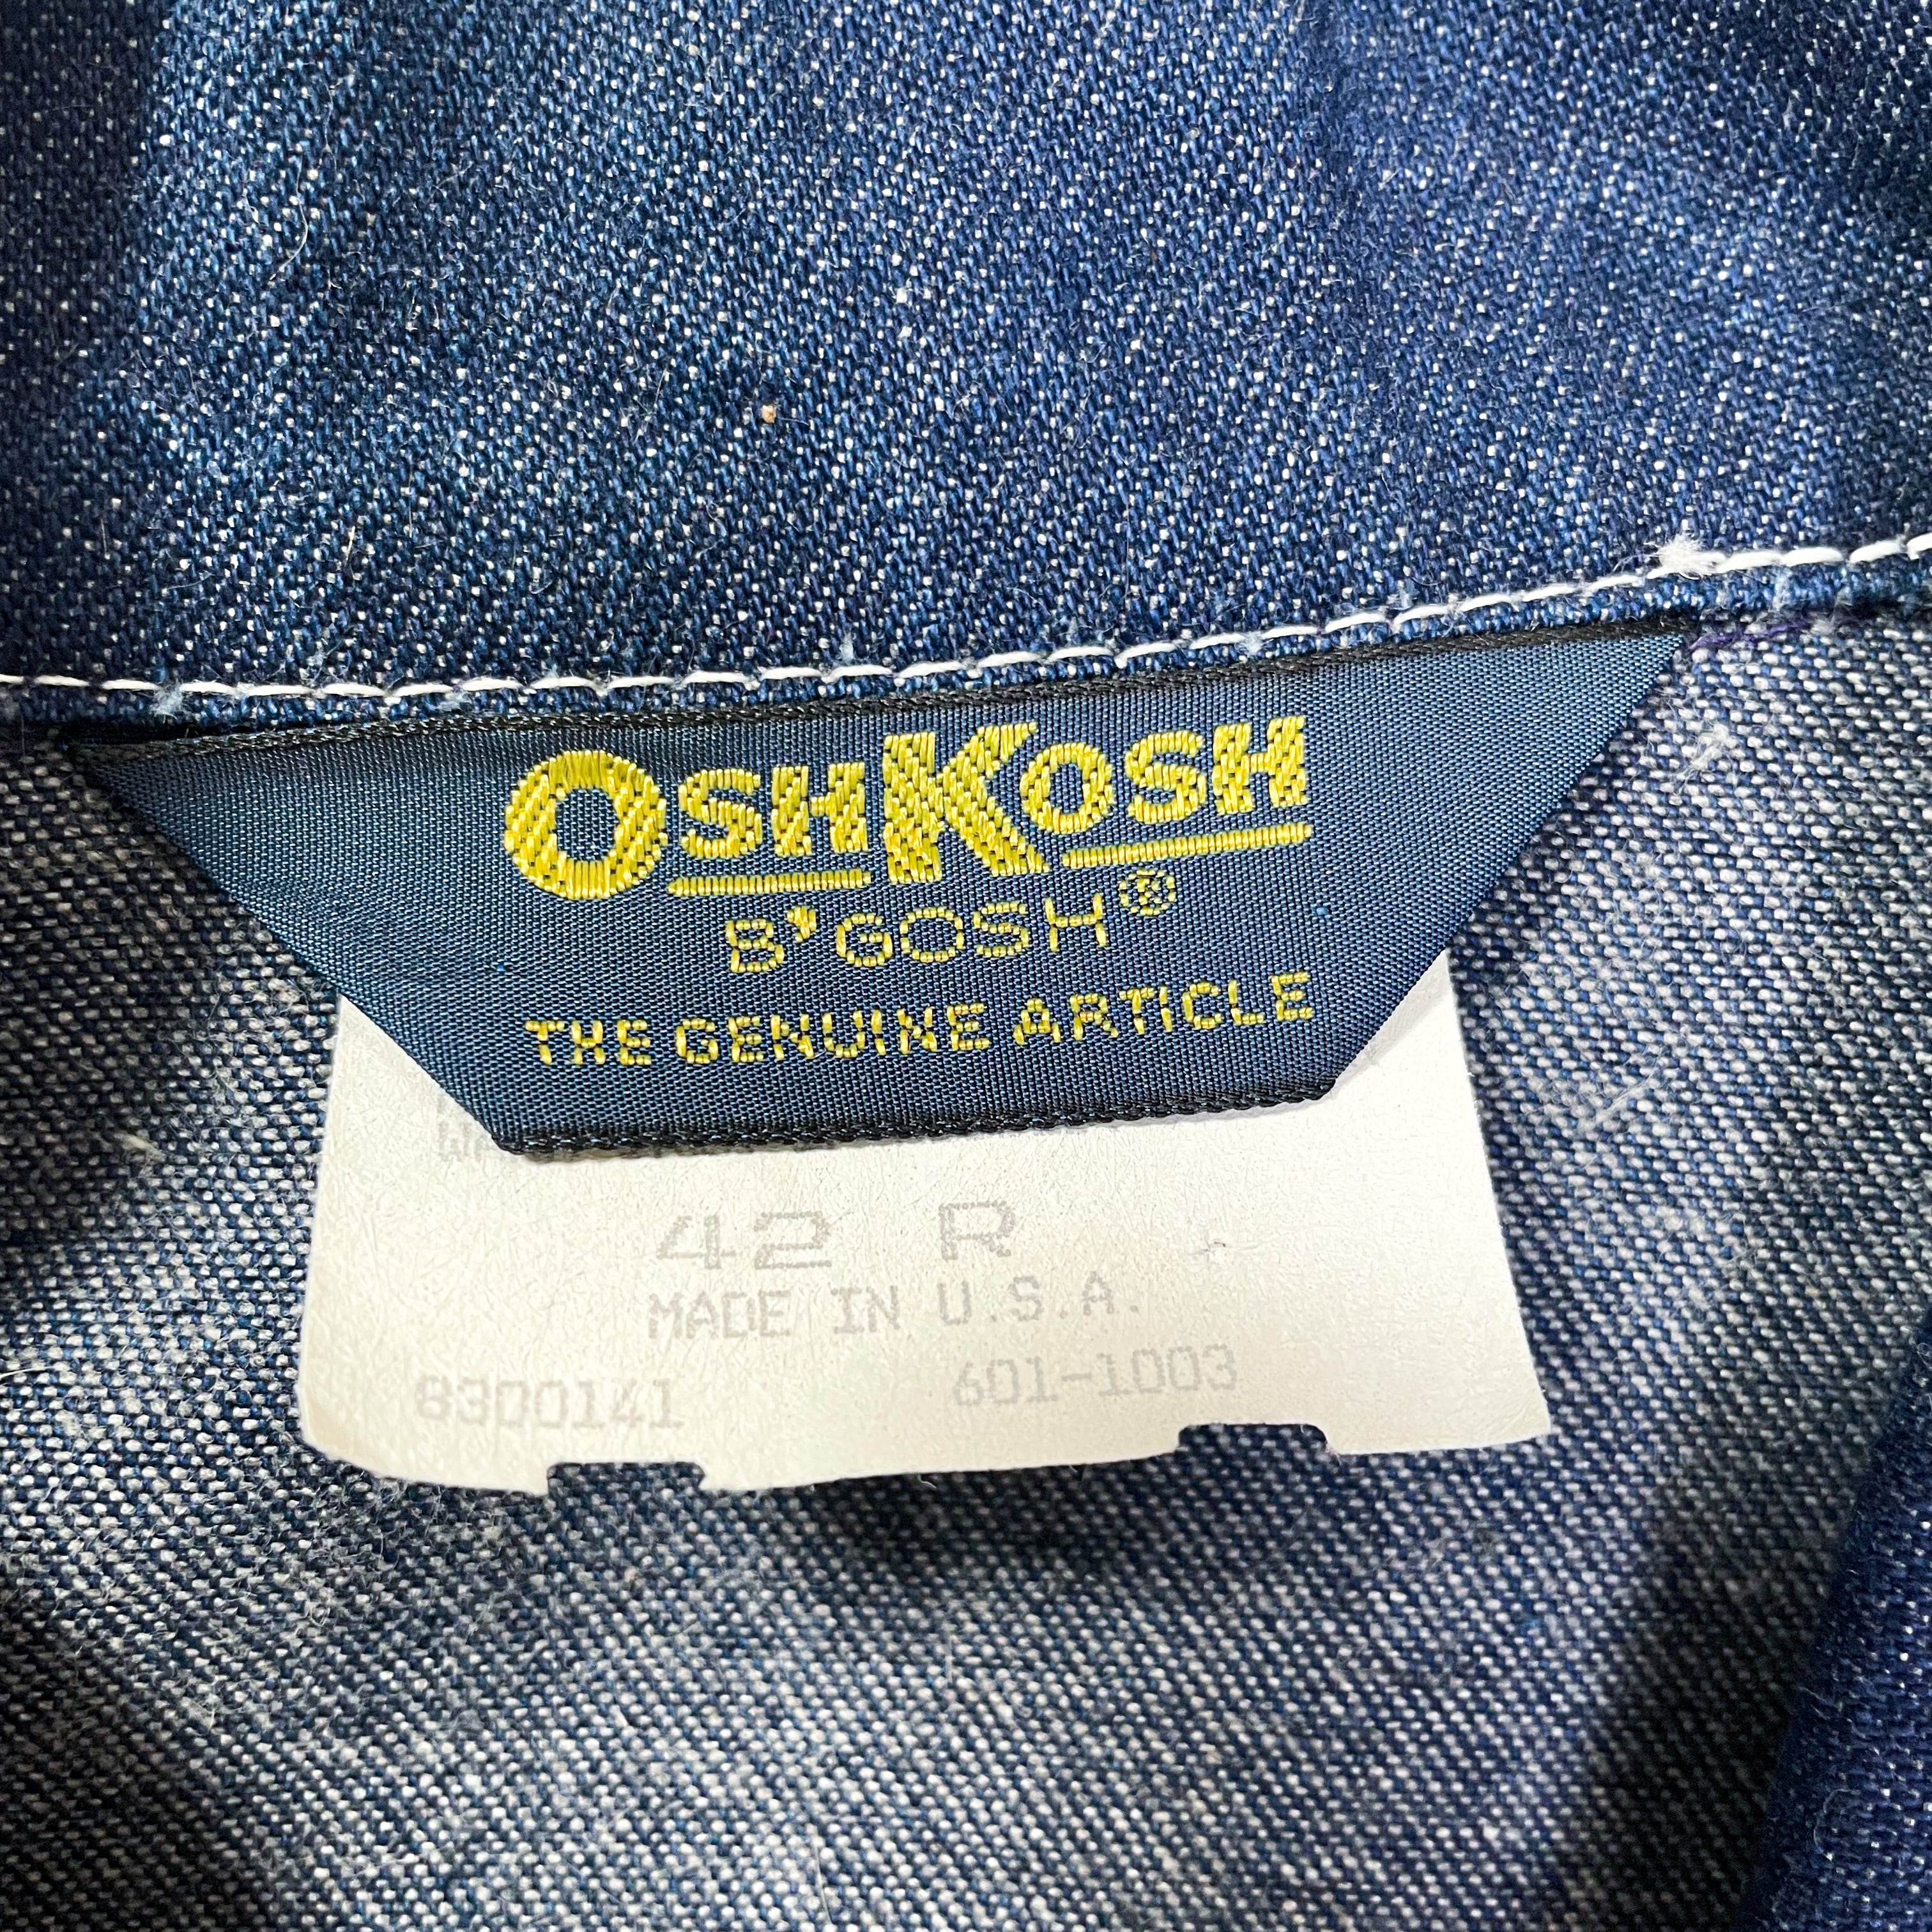 OSHKOSH
B'GOSH®
THE GENUINE ARTICLE
42 R
MADE IN U.S.A.
8300141 601-1003